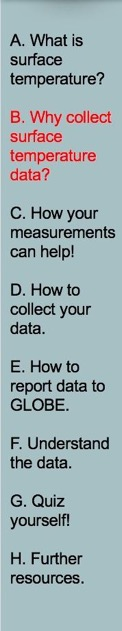 A. What is
surface
temperature?
B. Why collect
surface
temperature
data?
C. How your
measurements
can help!
D. How to
collect your
data.
E. How to
report data to
GLOBE.
F. Understand
the data.
G. Quiz
yourself!
H. Further
resources.